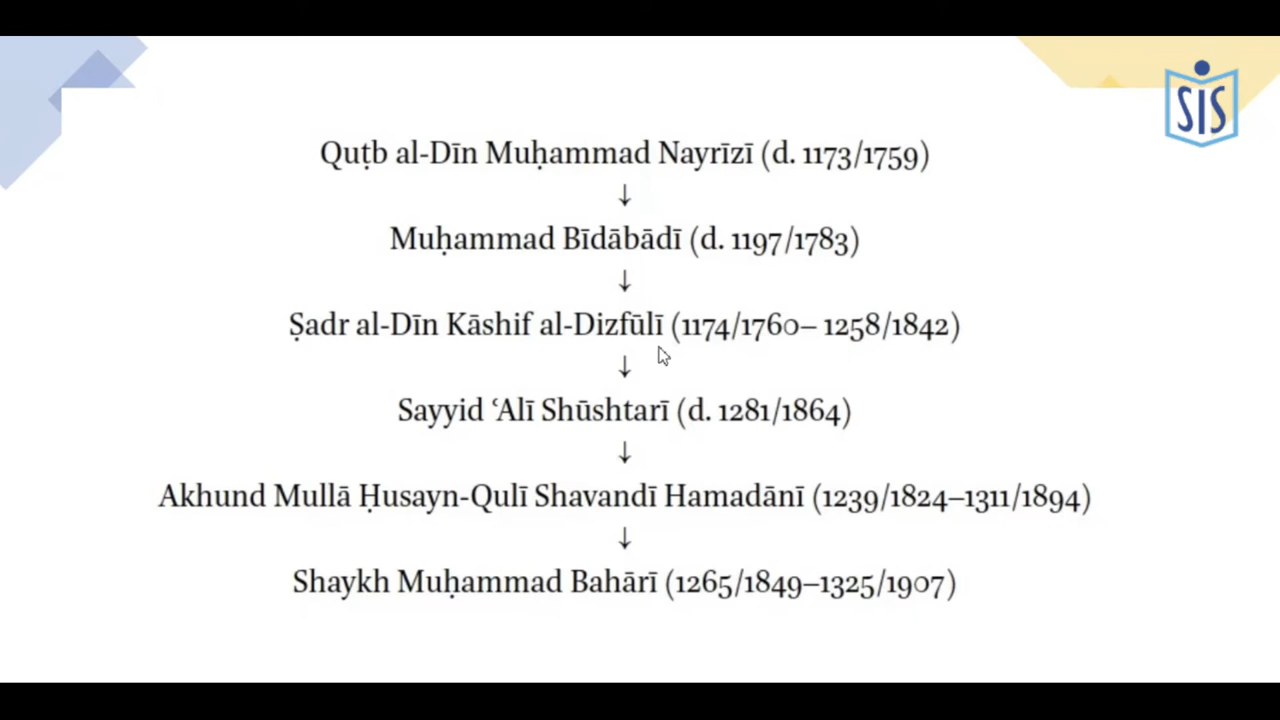 SIS
Quṭb al-Dīn Muḥammad Nayrīzī (d. 1173/1759)
↓
Muḥammad Bīdābādī (d. 1197/1783)
↓
Ṣadr al-Dīn Kāshif al-Dizfūlī (1174/1760– 1258/1842)
↓
Sayyid ʿAlī Shūshtarī (d. 1281/1864)
↓
Akhund Mullā Ḥusayn-Qulī Shavandī Hamadānī (1239/1824–1311/1894)
↓
Shaykh Muḥammad Bahārī (1265/1849–1325/1907)